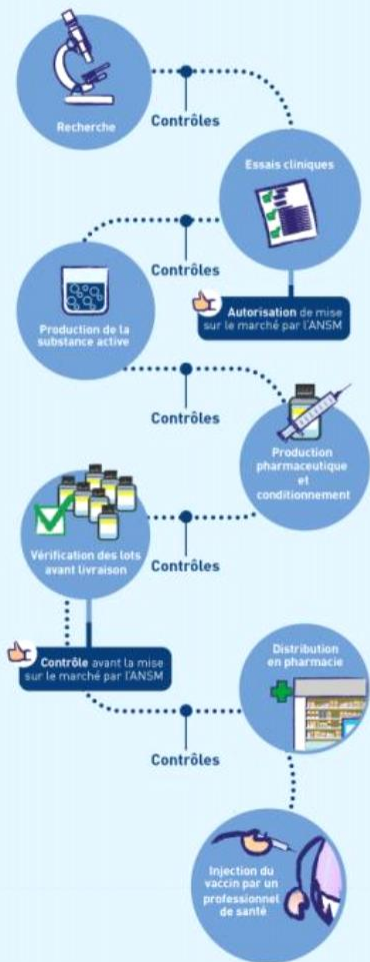 Recherche
Contrôles
Essais cliniques
Contrôles
Autorisation de mise
sur le marché par l'ANSM
Production de la
substance active
Contrôles
Production
pharmaceutique
et
conditionnement
Vérification des lots
avant livraison
Contrôles
Contrôle avant la mise
sur le marché par l'ANSM
Distribution
en pharmacie
Contrôles
Injection du
vaccin par un
professionnel
de santé